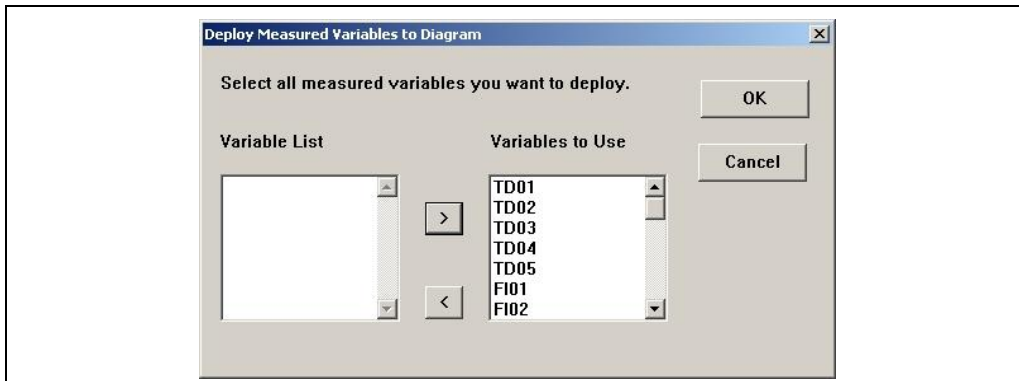 Deploy Measured Variables to Diagram
Select all measured variables you want to deploy.
OK
Cancel
Variable List
Variables to Use
>
<
TD01
TD02
TD03
TD04
TD05
FI01
FI02